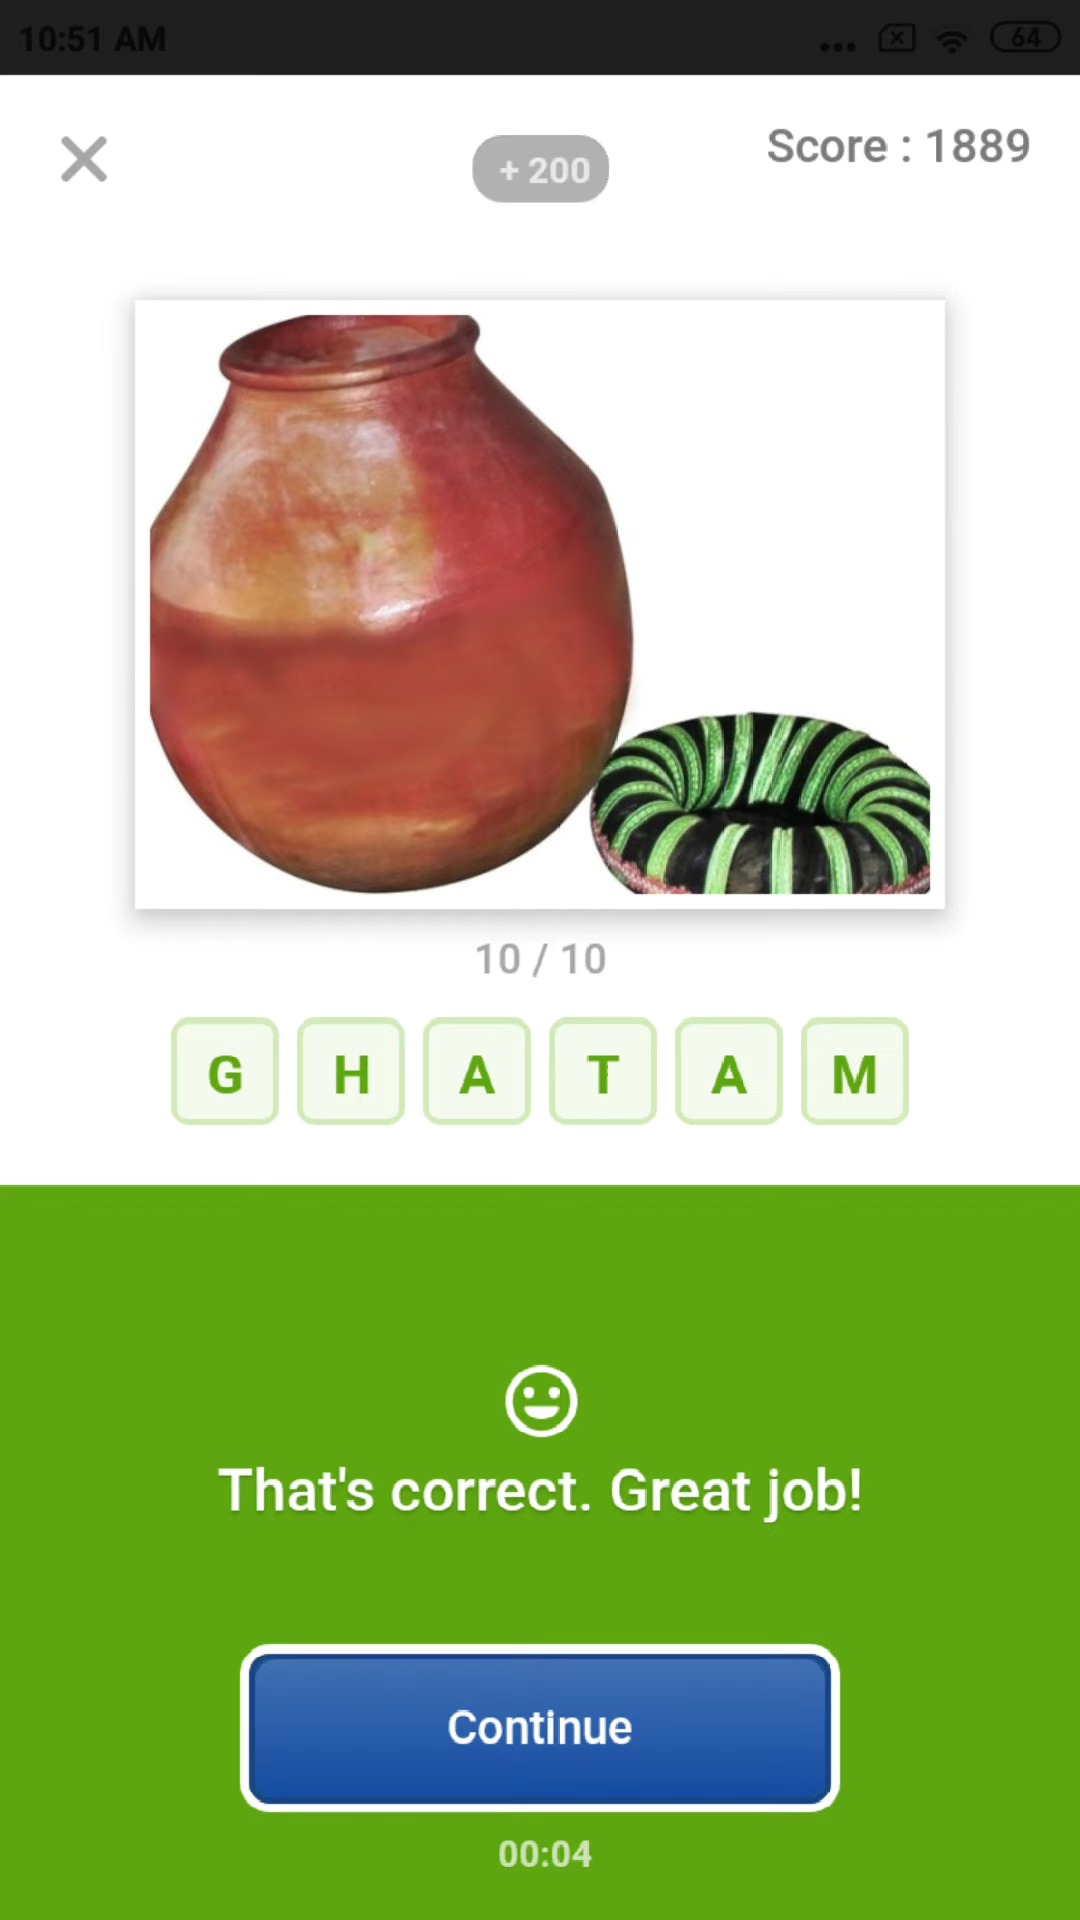 10:51 AM
64
+ 200
Score : 1889
10 / 10
G H A T A M
That's correct. Great job!
Continue
00:04